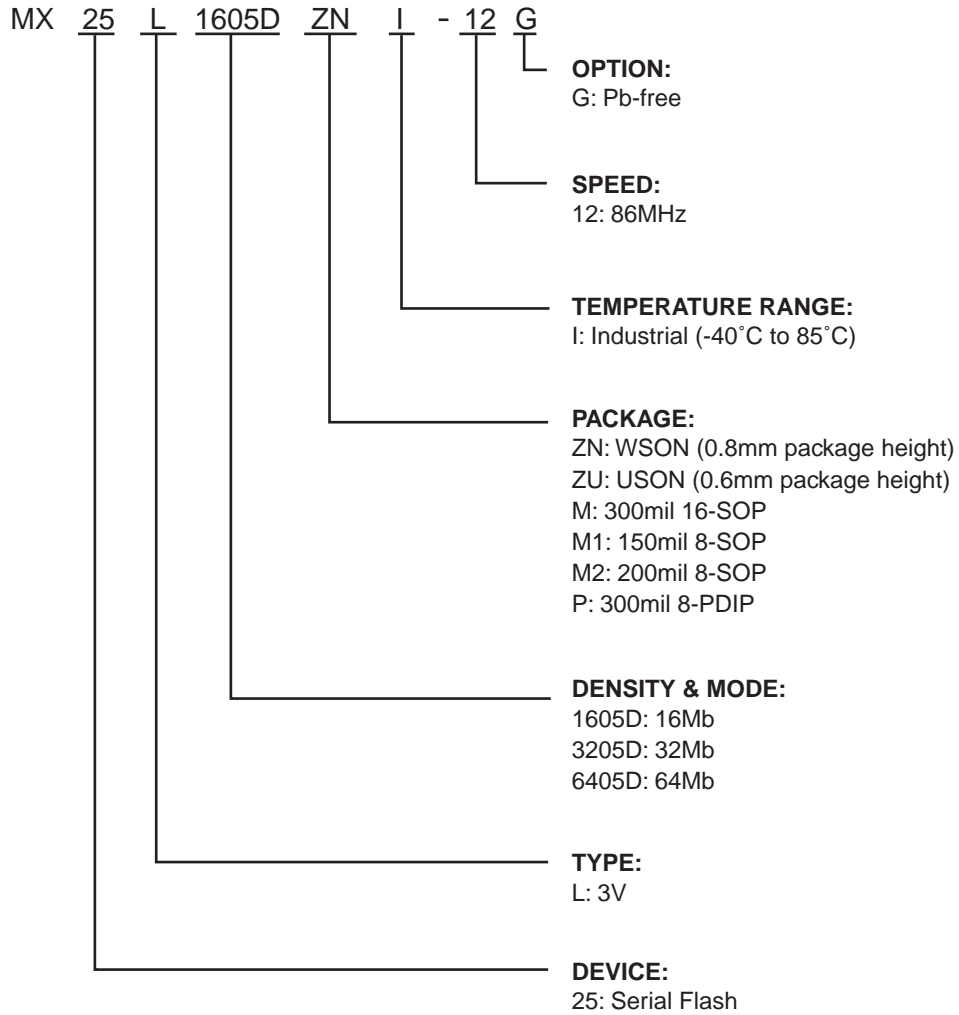 MX 25 L 1605D ZN I - 12 G
OPTION:
G: Pb-free
SPEED:
12: 86MHz
TEMPERATURE RANGE:
I: Industrial (-40˚C to 85˚C)
PACKAGE:
ZN: WSON (0.8mm package height)
ZU: USON (0.6mm package height)
M: 300mil 16-SOP
M1: 150mil 8-SOP
M2: 200mil 8-SOP
P: 300mil 8-PDIP
DENSITY & MODE:
1605D: 16Mb
3205D: 32Mb
6405D: 64Mb
TYPE:
L: 3V
DEVICE:
25: Serial Flash